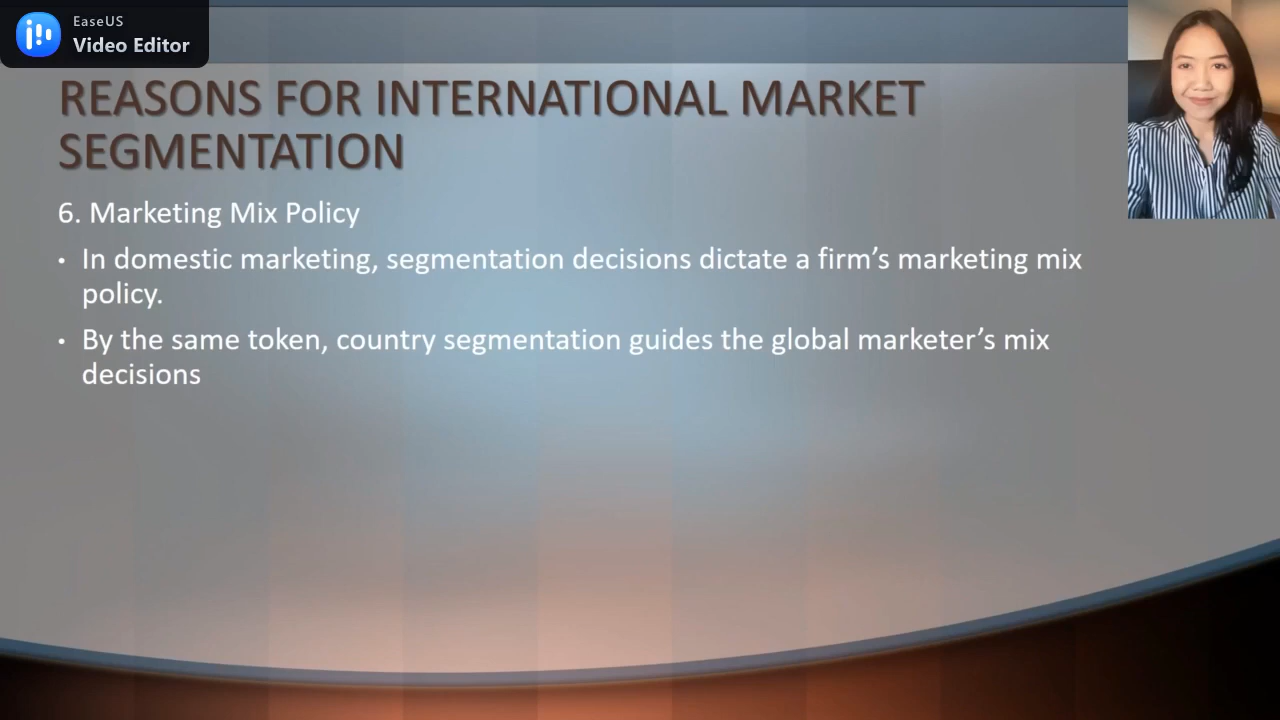 EaseUS
Video Editor
REASONS FOR INTERNATIONAL MARKET
SEGMENTATION
6. Marketing Mix Policy
• In domestic marketing, segmentation decisions dictate a firm’s marketing mix
policy.
• By the same token, country segmentation guides the global marketer’s mix
decisions